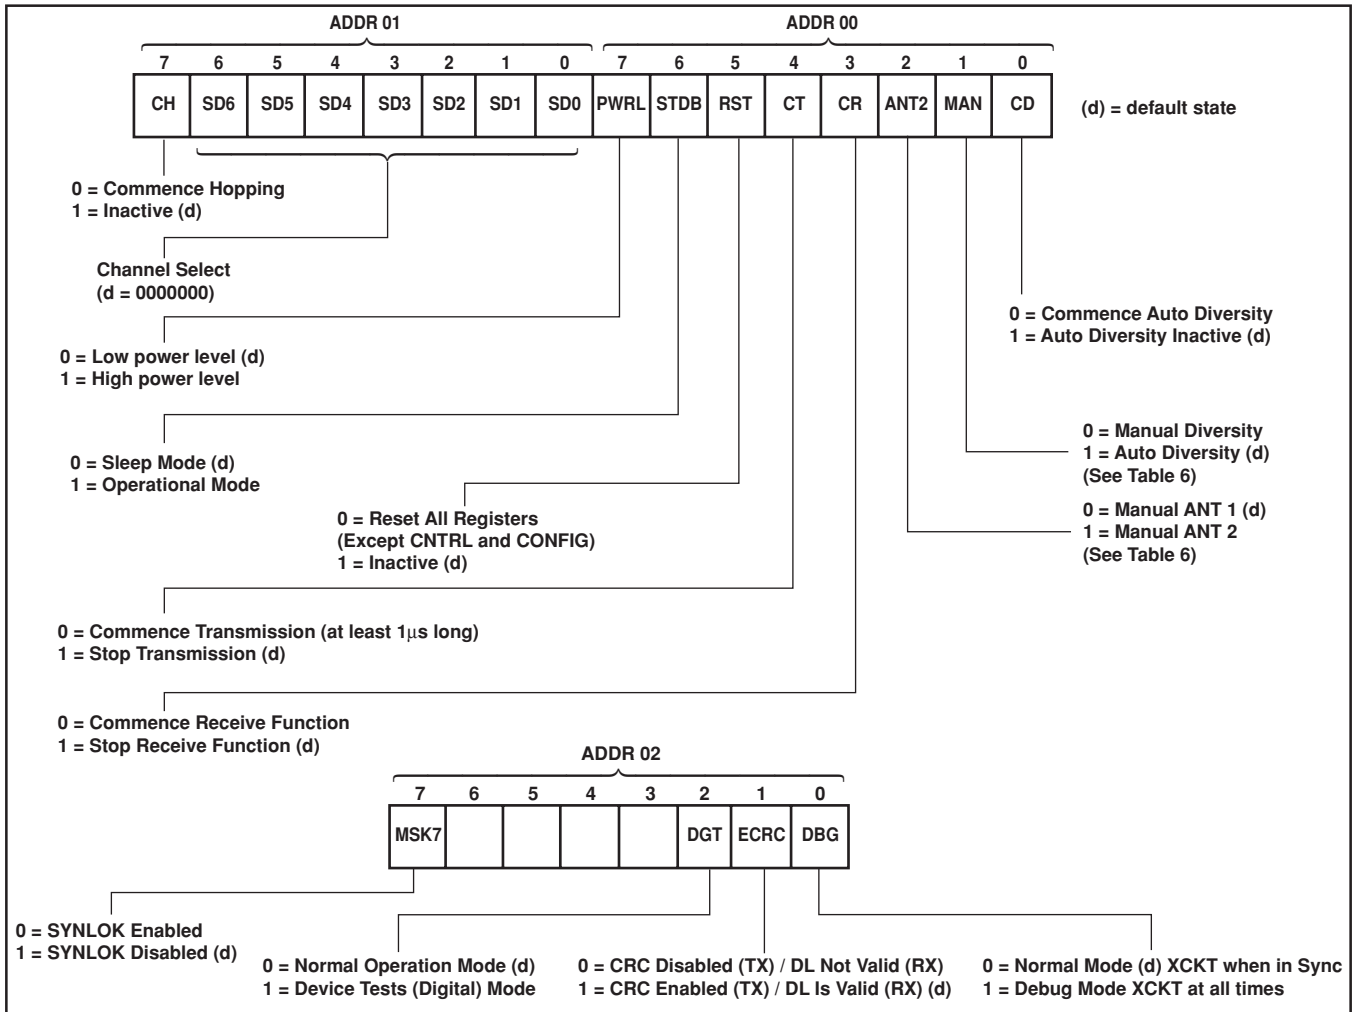 ADDR 01 ADDR 00
7 6 5 4 3 2 1 0 7 6 5 4 3 2 1 0
CH SD6 SD5 SD4 SD3 SD2 SD1 SD0 PWRL STDB RST CT CR ANT2 MAN CD
(d) = default state
0 = Commence Hopping
1 = Inactive (d)
Channel Select
(d = 0000000)
0 = Commence Auto Diversity
1 = Auto Diversity Inactive (d)
0 = Low power level (d)
1 = High power level
0 = Manual Diversity
1 = Auto Diversity (d)
(See Table 6)
0 = Sleep Mode (d)
1 = Operational Mode
0 = Manual ANT 1 (d)
1 = Manual ANT 2
(See Table 6)
0 = Reset All Registers
(Except CNTRL and CONFIG)
1 = Inactive (d)
0 = Commence Transmission (at least 1μs long)
1 = Stop Transmission (d)
0 = Commence Receive Function
1 = Stop Receive Function (d)
ADDR 02
7 6 5 4 3 2 1 0
MSK7 DGT ECRC DBG
0 = SYNLOK Enabled
1 = SYNLOK Disabled (d)
0 = Normal Operation Mode (d)
1 = Device Tests (Digital) Mode
0 = CRC Disabled (TX) / DL Not Valid (RX)
1 = CRC Enabled (TX) / DL Is Valid (RX) (d)
0 = Normal Mode (d) XCKT when in Sync
1 = Debug Mode XCKT at all times